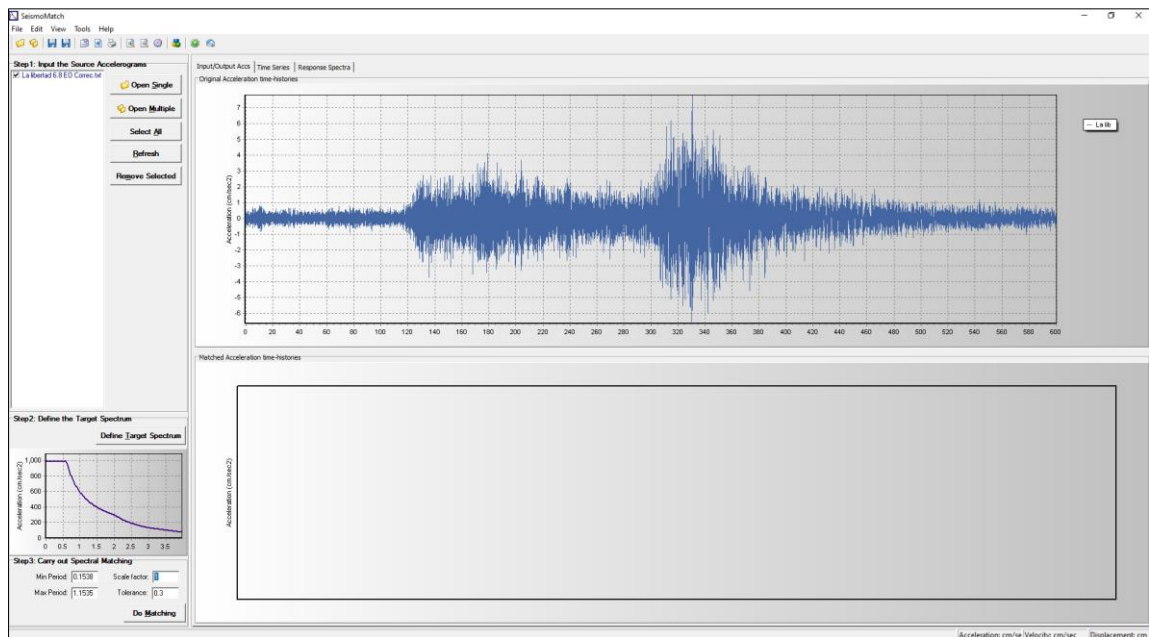 SeismoMatch
File Edit View Tools Help
Step1: Input the Source Accelerograms
La libertad 6.8 EO Correc.txt
Open Single
Open Multiple
Select All
Refresh
Remove Selected
Input/Output Accs Time Series Response Spectra
Original Acceleration time-histories
Acceleration (cm/sec2)
7
6
5
4
3
2
1
0
-1
-2
-3
-4
-5
-6
0 20 40 60 80 100 120 140 160 180 200 220 240 260 280 300 320 340 360 380 400 420 440 460 480 500 520 540 560 580 600
La lib
Matched Acceleration time-histories
Acceleration (cm/sec2)
Step2: Define the Target Spectrum
Define Target Spectrum
Acceleration (cm/sec2)
1,000
800
600
400
200
0
0 0.5 1 1.5 2 2.5 3 3.5
Step3: Carry out Spectral Matching
Min Period: 0.1538 Scale factor: 1
Max Period: 1.1535 Tolerance: 0.3
Do Matching
Acceleration: cm/se Velocity: cm/sec Displacement: cm